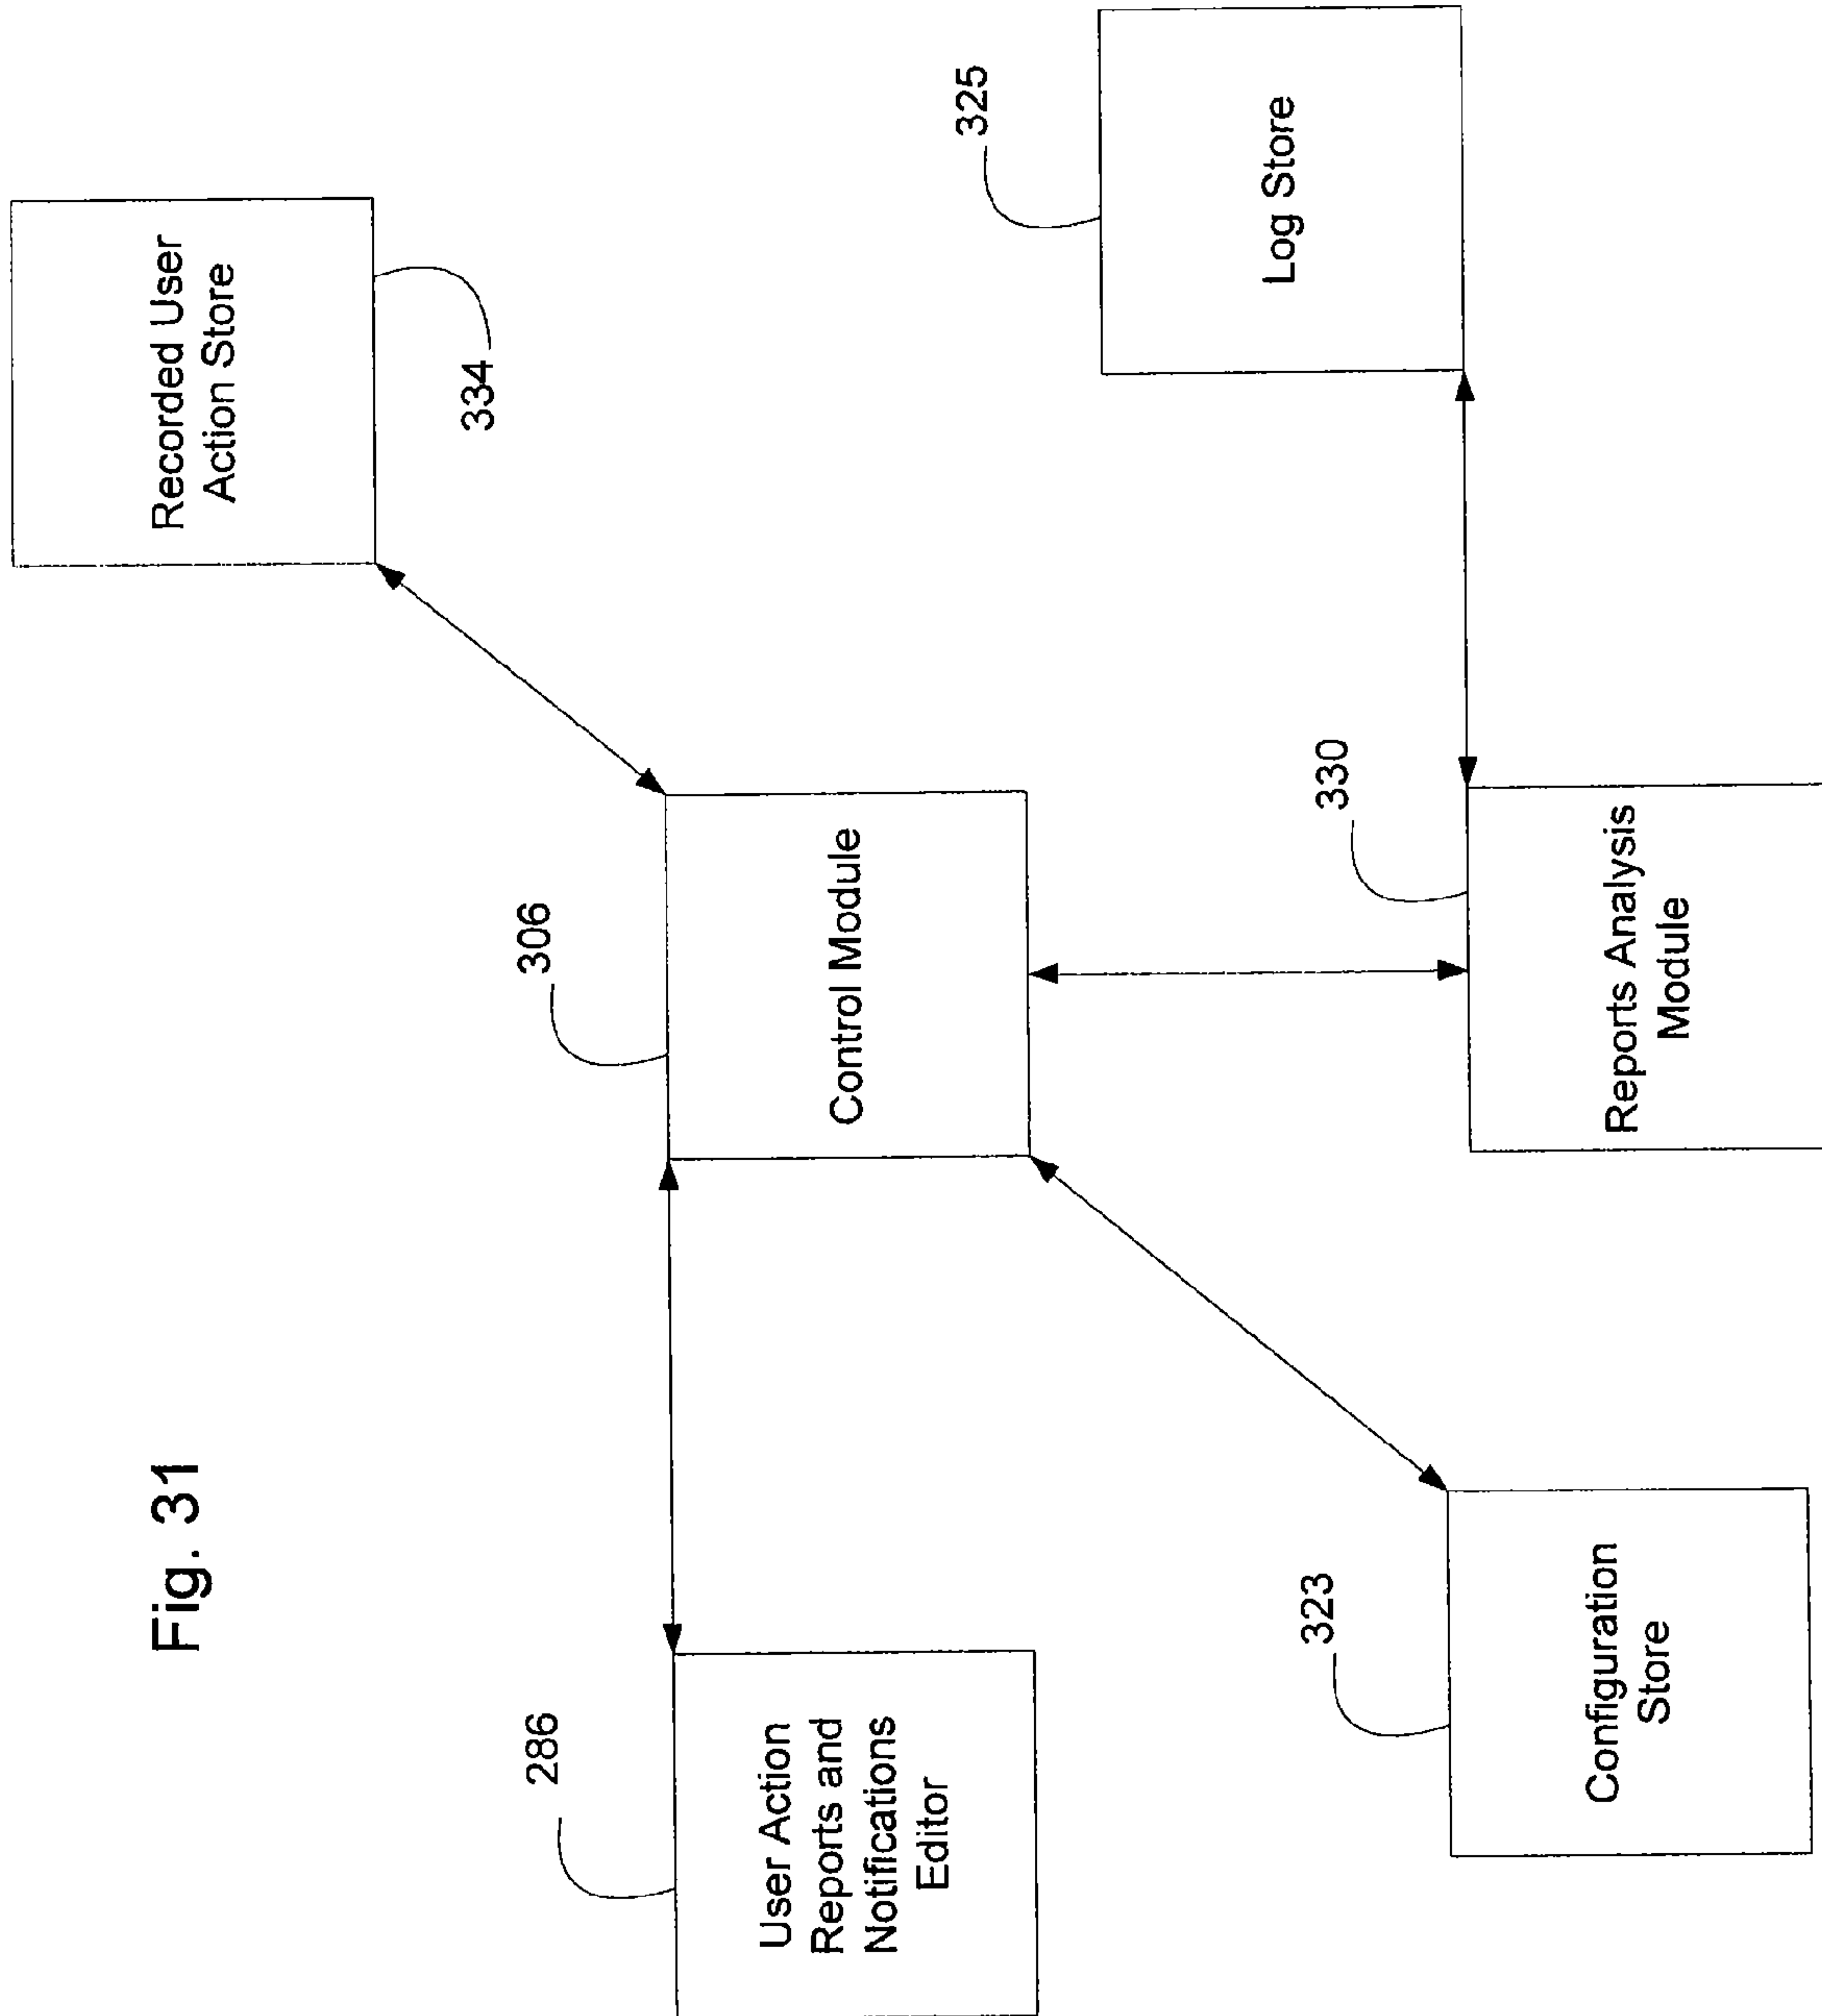 Fig. 31
Recorded User
Action Store
334
306
Control Module
286
User Action
Reports and
Notifications
Editor
325
Log Store
330
Reports Analysis
Module
323
Configuration
Store